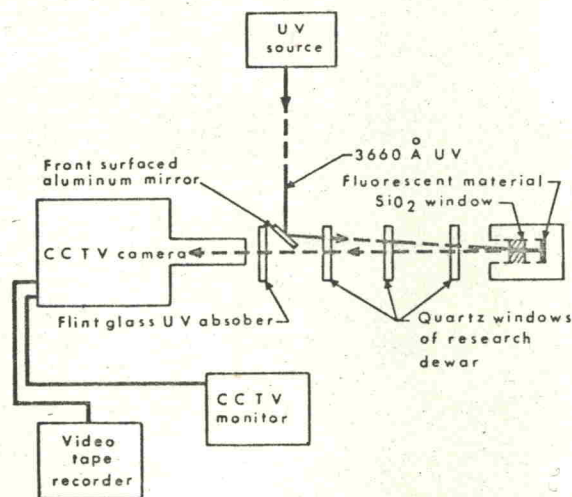 UV
source
3660 Å UV
Front surfaced
aluminum mirror
Fluorescent material
SiO2 window
CCTV camera
Flint glass UV absober
Quartz windows
of research
dewar
CCTV
monitor
Video
tape
recorder